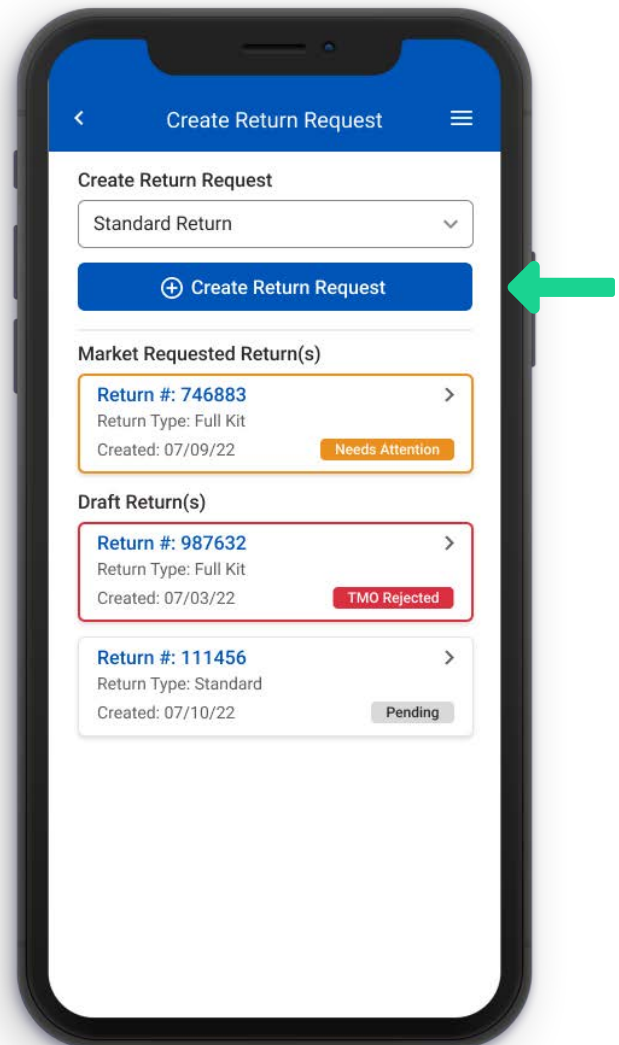 Create Return Request
Create Return Request
Standard Return
Create Return Request
Market Requested Return(s)
Return #: 746883
Return Type: Full Kit
Created: 07/09/22 Needs Attention
Draft Return(s)
Return #: 987632
Return Type: Full Kit
Created: 07/03/22 TMO Rejected
Return #: 111456
Return Type: Standard
Created: 07/10/22 Pending